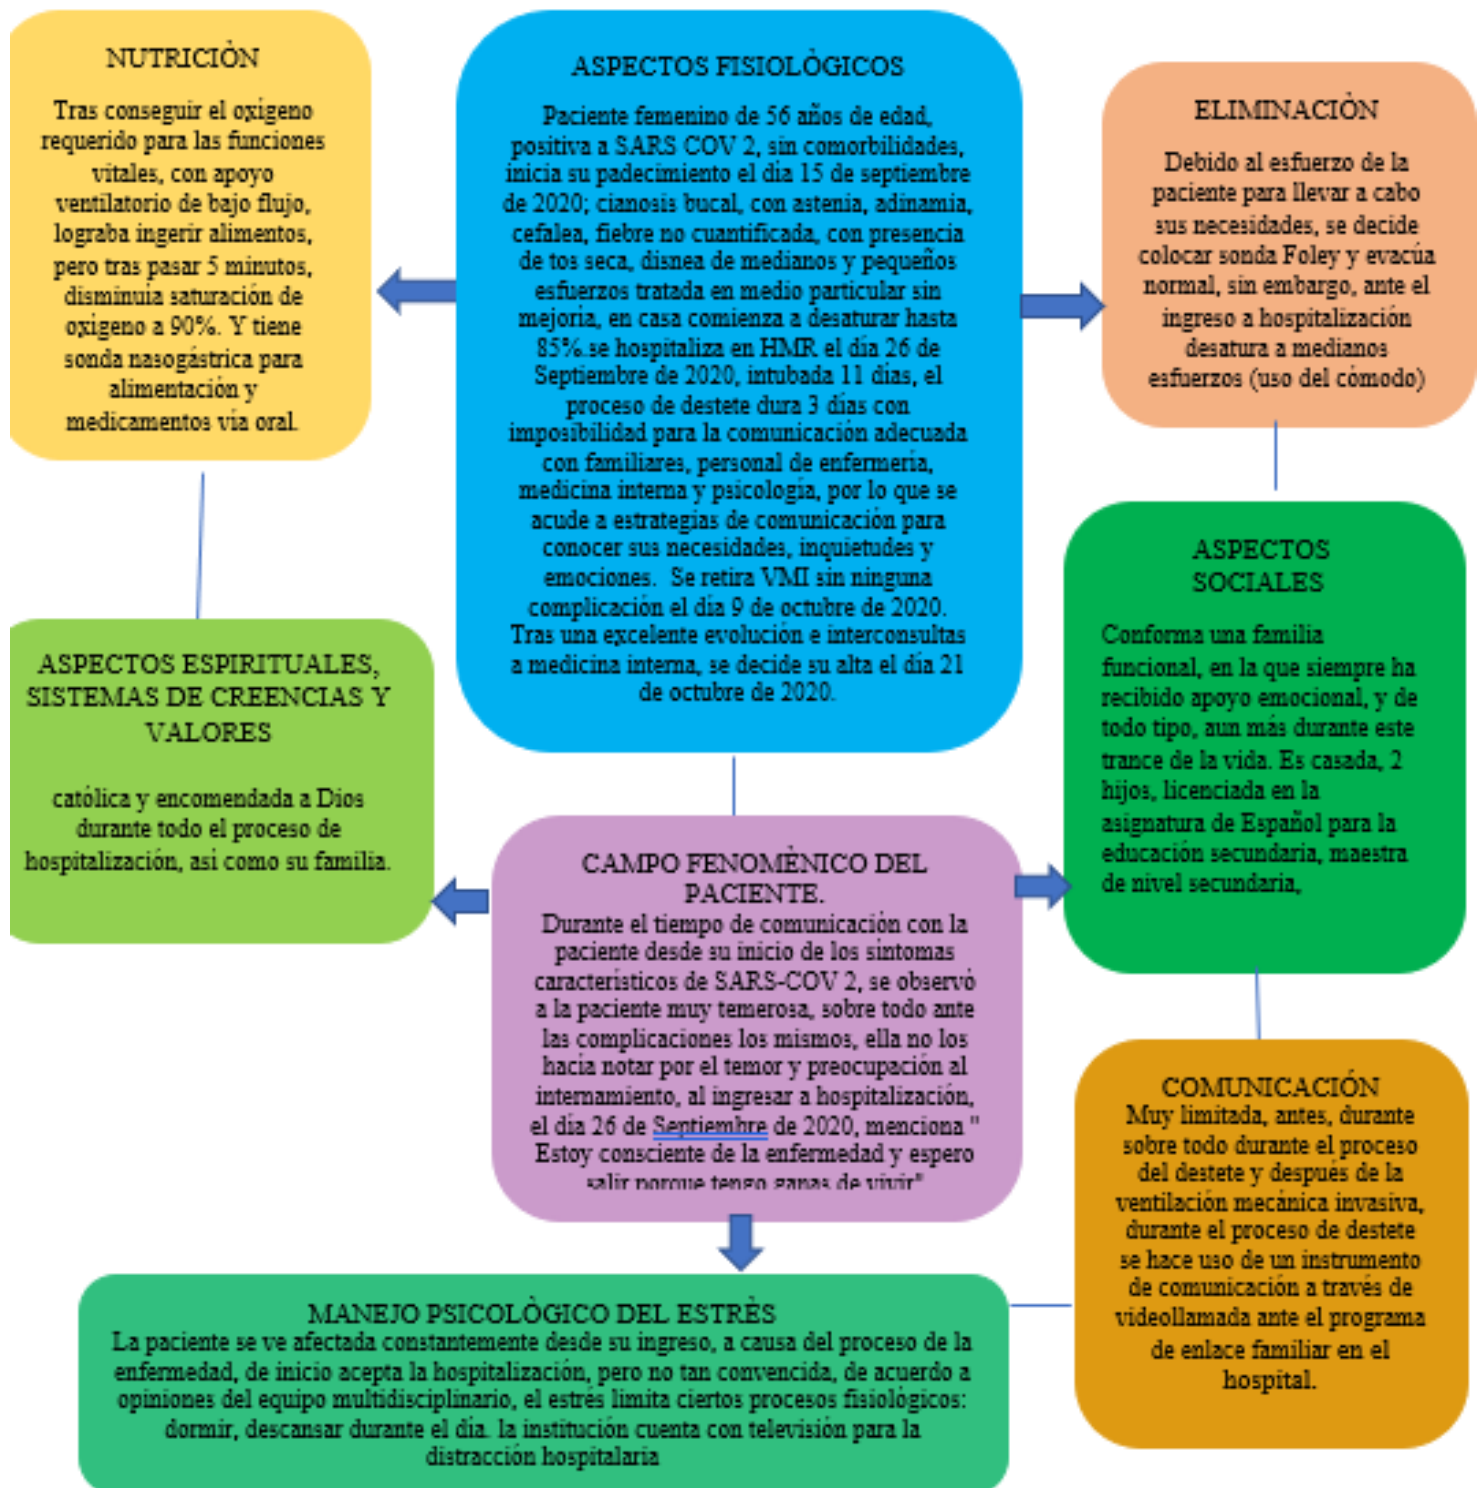 NUTRICIÒN
Tras conseguir el oxigeno
requerido para las funciones
vitales, con apoyo
ventilatorio de bajo flujo,
lograba ingerir alimentos,
pero tras pasar 5 minutos,
disminuía saturación de
oxigeno a 90%. Y tiene
sonda nasogástrica para
alimentación y
medicamentos vía oral.
ASPECTOS FISIOLÒGICOS
Paciente femenino de 56 años de edad,
positiva a SARS COV 2, sin comorbilidades,
inicia su padecimiento el día 15 de septiembre
de 2020; cianosis bucal, con astenia, adinamia,
cefalea, fiebre no cuantificada, con presencia
de tos seca, disnea de medianos y pequeños
esfuerzos tratada en medio particular sin
mejoría, en casa comienza a desaturar hasta
85%.se hospitaliza en HMR el día 26 de
Septiembre de 2020, intubada 11 días, el
proceso de destete dura 3 días con
imposibilidad para la comunicación adecuada
con familiares, personal de enfermería,
medicina interna y psicología, por lo que se
acude a estrategias de comunicación para
conocer sus necesidades, inquietudes y
emociones. Se retira VMI sin ninguna
complicación el día 9 de octubre de 2020.
Tras una excelente evolución e interconsultas
a medicina interna, se decide su alta el día 21
de octubre de 2020.
ELIMINACIÒN
Debido al esfuerzo de la
paciente para llevar a cabo
sus necesidades, se decide
colocar sonda Foley y evacúa
normal, sin embargo, ante el
ingreso a hospitalización
desatura a medianos
esfuerzos (uso del cómodo)
ASPECTOS ESPIRITUALES,
SISTEMAS DE CREENCIAS Y
VALORES
católica y encomendada a Dios
durante todo el proceso de
hospitalización, asi como su familia.
CAMPO FENOMÈNICO DEL
PACIENTE.
Durante el tiempo de comunicación con la
paciente desde su inicio de los síntomas
característicos de SARS-COV 2, se observó
a la paciente muy temerosa, sobre todo ante
las complicaciones los mismos, ella no los
hacía notar por el temor y preocupación al
internamiento, al ingresar a hospitalización,
el día 26 de Septiembre de 2020, menciona "
Estoy consciente de la enfermedad y espero
salir porque tengo ganas de vivir"
ASPECTOS
SOCIALES
Conforma una familia
funcional, en la que siempre ha
recibido apoyo emocional, y de
todo tipo, aun más durante este
trance de la vida. Es casada, 2
hijos, licenciada en la
asignatura de Español para la
educación secundaria, maestra
de nivel secundaria,
COMUNICACIÓN
Muy limitada, antes, durante
sobre todo durante el proceso
del destete y después de la
ventilación mecánica invasiva,
durante el proceso de destete
se hace uso de un instrumento
de comunicación a través de
videollamada ante el programa
de enlace familiar en el
hospital.
MANEJO PSICOLÒGICO DEL ESTRÈS
La paciente se ve afectada constantemente desde su ingreso, a causa del proceso de la
enfermedad, de inicio acepta la hospitalización, pero no tan convencida, de acuerdo a
opiniones del equipo multidisciplinario, el estrés limita ciertos procesos fisiológicos:
dormir, descansar durante el día. la institución cuenta con televisión para la
distracción hospitalaria